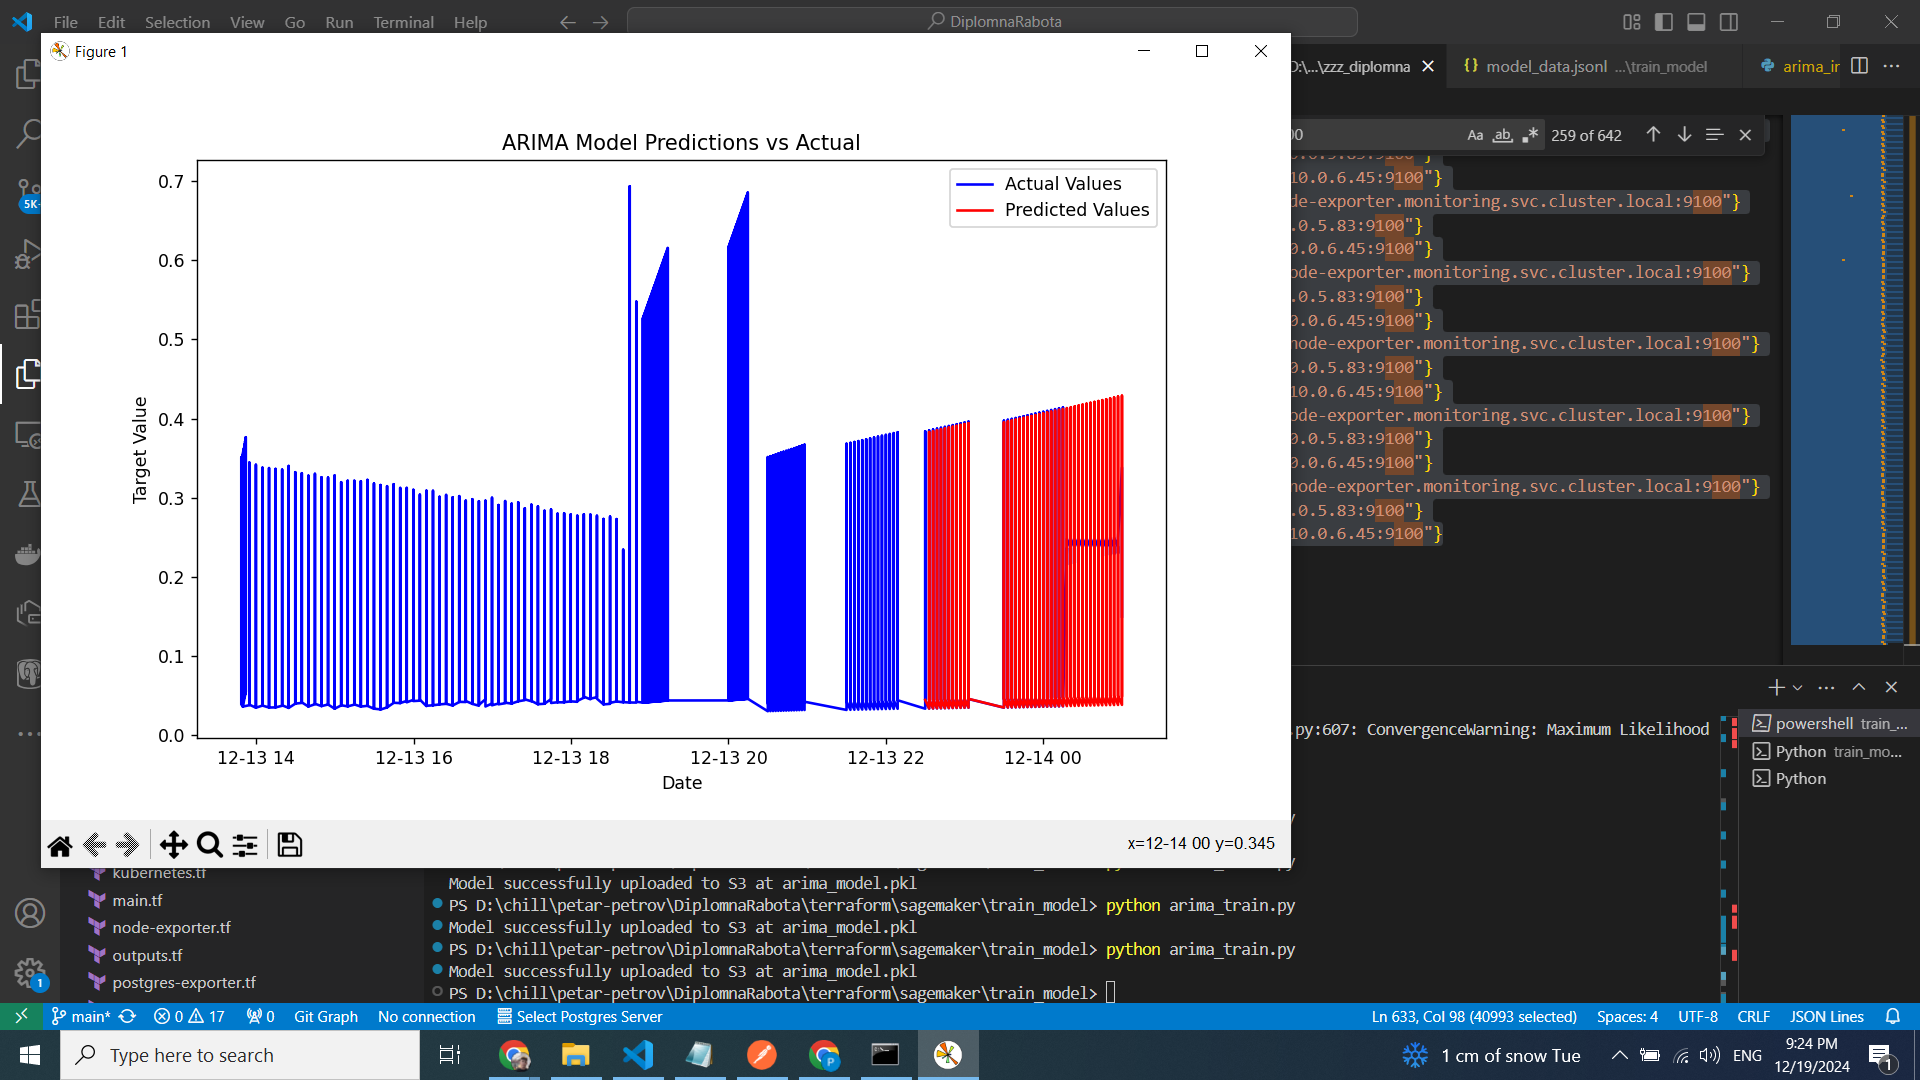 File Edit Selection View Go Run Terminal Help
DiplomnaRabota
Figure 1
D:\...\zzz_diplomna
model_data.jsonl ...\train_model
arima_ir
00
Aa ab 259 of 642
ARIMA Model Predictions vs Actual
Actual Values
Predicted Values
0.7
0.6
0.5
0.4
0.3
0.2
0.1
0.0
Target Value
12-13 14 12-13 16 12-13 18 12-13 20 12-13 22 12-14 00
Date
x=12-14 00 y=0.345
10.0.6.45:9100"}
de-exporter.monitoring.svc.cluster.local:9100"}
.0.5.83:9100"}
0.0.6.45:9100"}
ode-exporter.monitoring.svc.cluster.local:9100"}
.0.5.83:9100"}
0.0.6.45:9100"}
node-exporter.monitoring.svc.cluster.local:9100"}
0.0.5.83:9100"}
10.0.6.45:9100"}
ode-exporter.monitoring.svc.cluster.local:9100"}
0.0.5.83:9100"}
0.0.6.45:9100"}
node-exporter.monitoring.svc.cluster.local:9100"}
.0.5.83:9100"}
10.0.6.45:9100"}
5K
.py:607: ConvergenceWarning: Maximum Likelihood
powershell train_...
Python train_mo...
Python
kubernetes.tf
main.tf
node-exporter.tf
outputs.tf
postgres-exporter.tf
Model successfully uploaded to S3 at arima_model.pkl
PS D:\chill\petar-petrov\DiplomnaRabota\terraform\sagemaker\train_model> python arima_train.py
Model successfully uploaded to S3 at arima_model.pkl
PS D:\chill\petar-petrov\DiplomnaRabota\terraform\sagemaker\train_model> python arima_train.py
Model successfully uploaded to S3 at arima_model.pkl
PS D:\chill\petar-petrov\DiplomnaRabota\terraform\sagemaker\train_model>
1
main* 0 17 0 Git Graph No connection Select Postgres Server
Ln 633, Col 98 (40993 selected) Spaces: 4 UTF-8 CRLF JSON Lines
Type here to search
1 cm of snow Tue
ENG
9:24 PM
12/19/2024
1